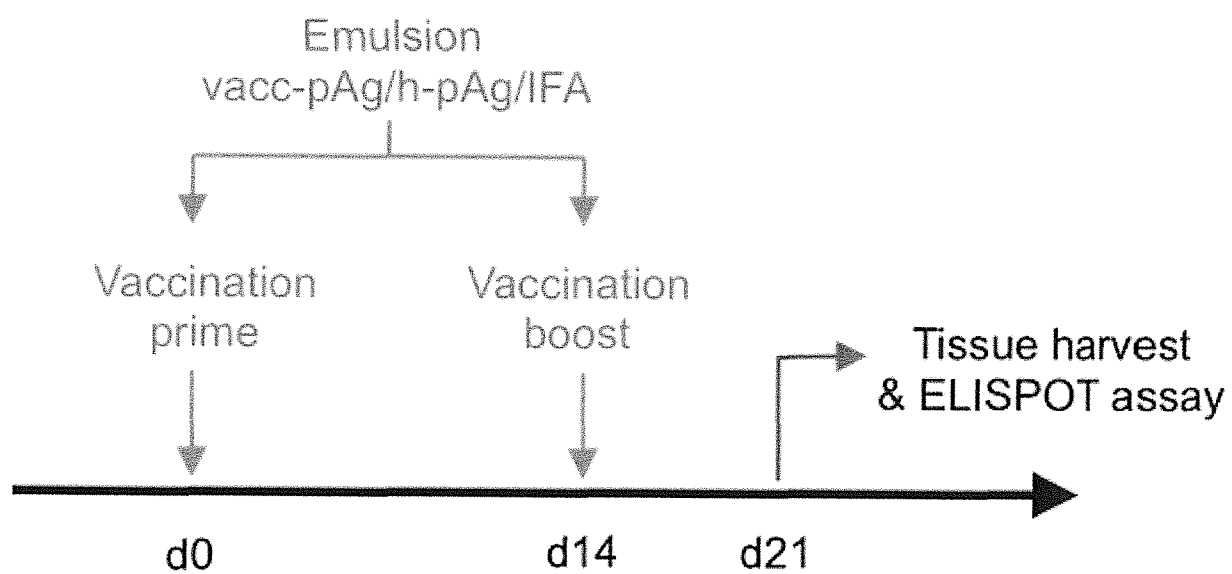 Emulsion
vacc-pAg/h-pAg/IFA
Vaccination
prime
Vaccination
boost
Tissue harvest
& ELISPOT assay
d0
d14
d21